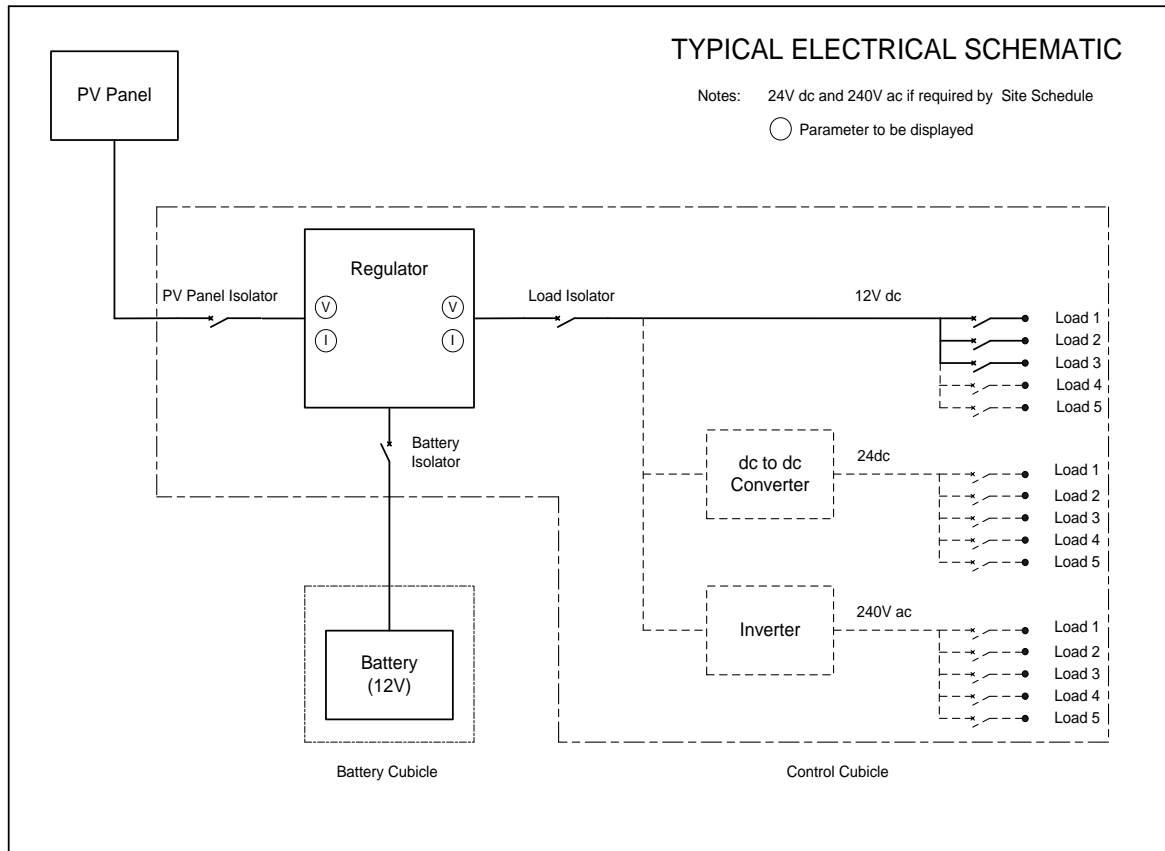 TYPICAL ELECTRICAL SCHEMATIC
PV Panel
Notes: 24V dc and 240V ac if required by Site Schedule
Parameter to be displayed
Regulator
PV Panel Isolator
Load Isolator
12V dc
V
V
I
I
Load 1
Load 2
Load 3
Load 4
Load 5
Battery
Isolator
dc to dc
Converter
24dc
Load 1
Load 2
Load 3
Load 4
Load 5
Inverter
240V ac
Load 1
Load 2
Load 3
Load 4
Load 5
Battery
(12V)
Battery Cubicle
Control Cubicle